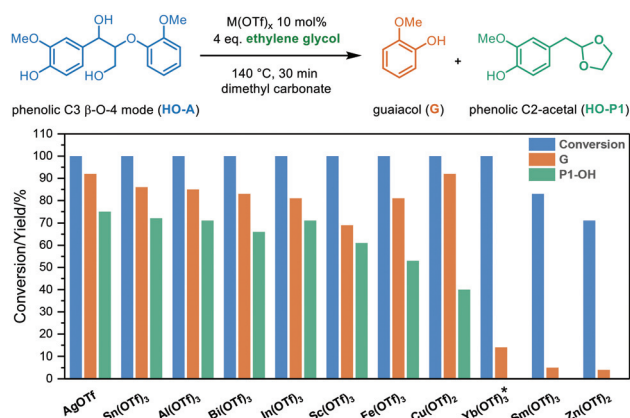 OH
OMe
MeO
O
HO
HO
M(OTf)ₓ 10 mol%
4 eq. ethylene glycol
140 °C, 30 min
dimethyl carbonate
OMe
OH
+
MeO
O
O
HO
phenolic C3 β-O-4 mode (HO-A)
guaiacol (G)
phenolic C2-acetal (HO-P1)
Conversion
G
P1-OH
Conversion/Yield/%
110
100
90
80
70
60
50
40
30
20
10
0
AgOTf
Sn(OTf)₃
Al(OTf)₃
Bi(OTf)₃
In(OTf)₃
Sc(OTf)₃
Fe(OTf)₃
Cu(OTf)₂
Yb(OTf)₃*
Sm(OTf)₃
Zn(OTf)₂